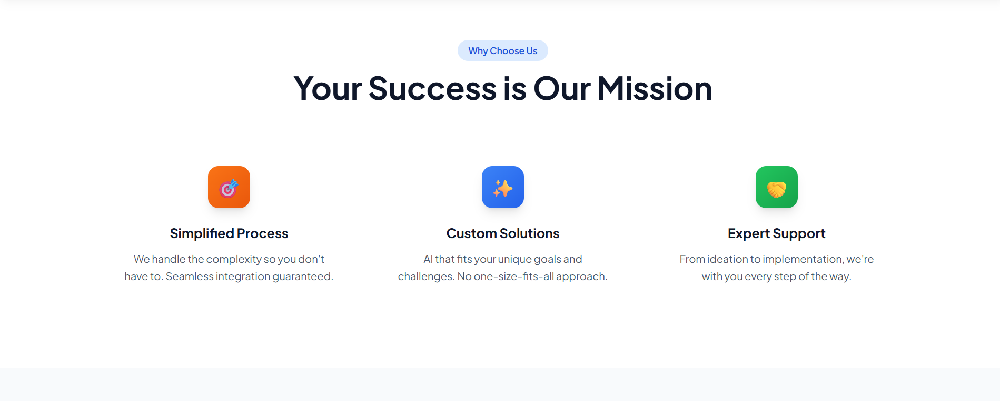 Why Choose Us
Your Success is Our Mission
Simplified Process
We handle the complexity so you don't
have to. Seamless integration guaranteed.
Custom Solutions
AI that fits your unique goals and
challenges. No one-size-fits-all approach.
Expert Support
From ideation to implementation, we're
with you every step of the way.